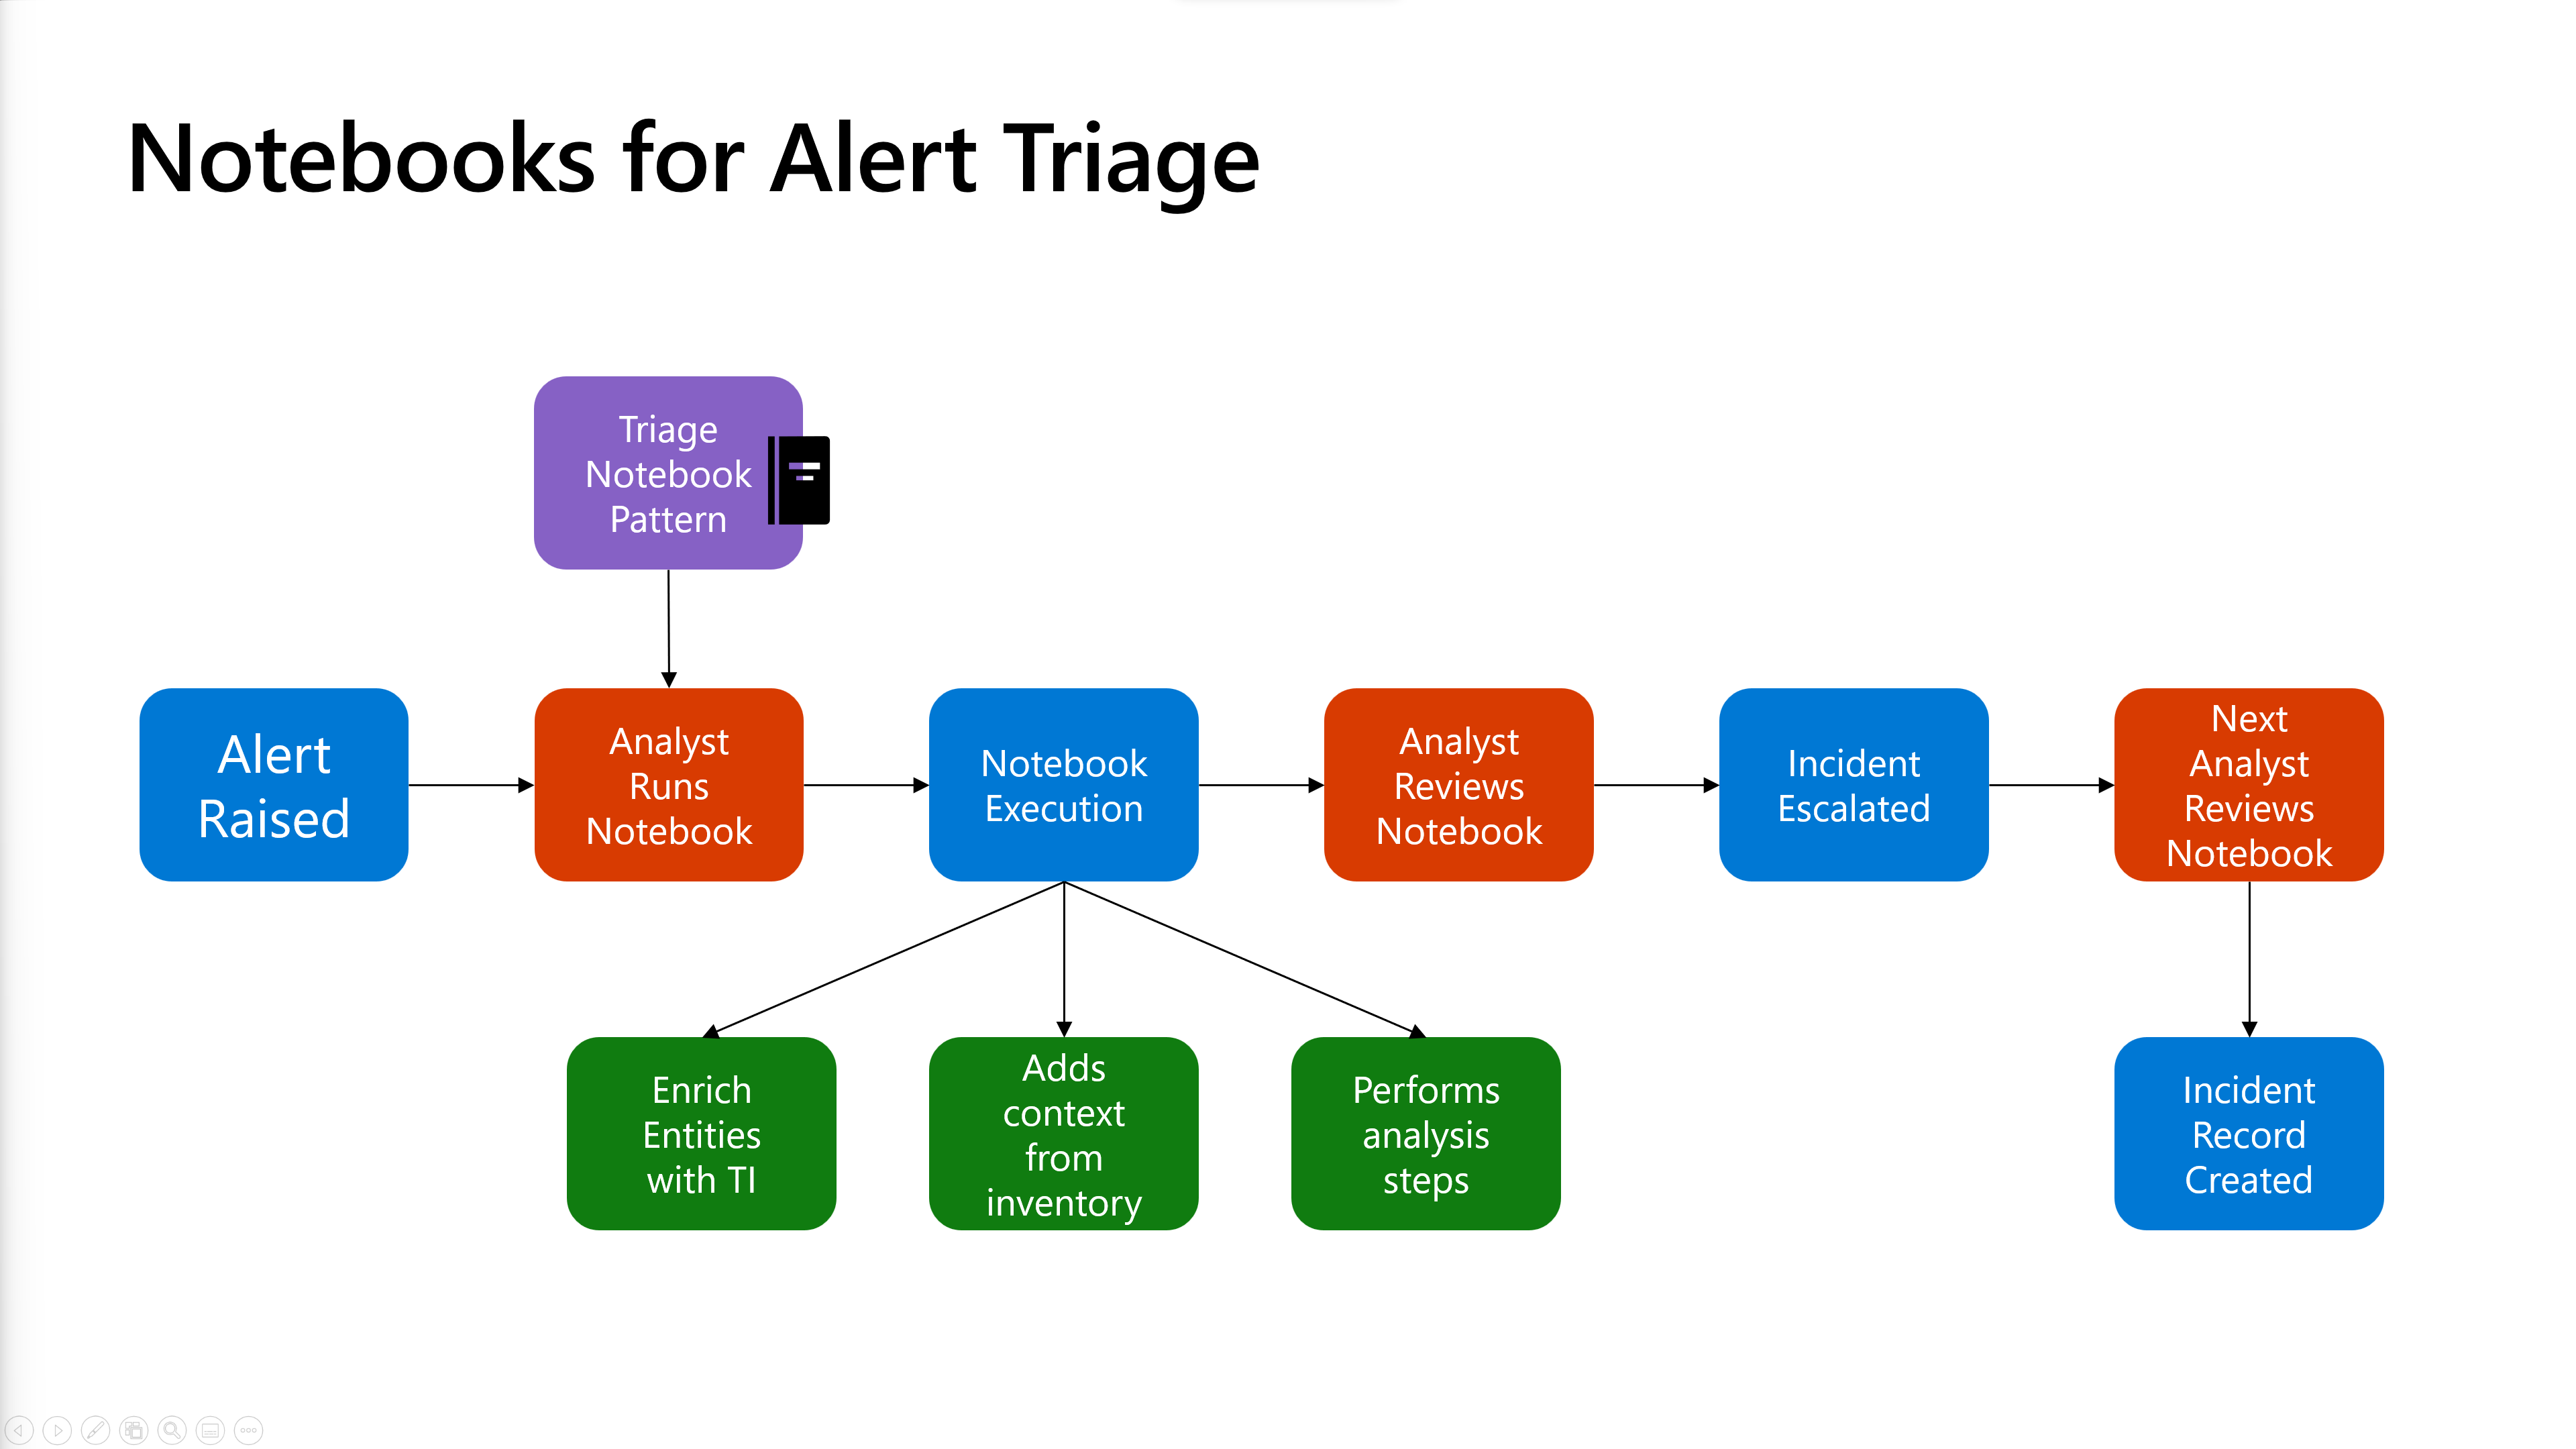 Notebooks for Alert Triage
Triage
Notebook
Pattern
Alert
Raised
Analyst
Runs
Notebook
Notebook
Execution
Analyst
Reviews
Notebook
Incident
Escalated
Next
Analyst
Reviews
Notebook
Enrich
Entities
with TI
Adds
context
from
inventory
Performs
analysis
steps
Incident
Record
Created